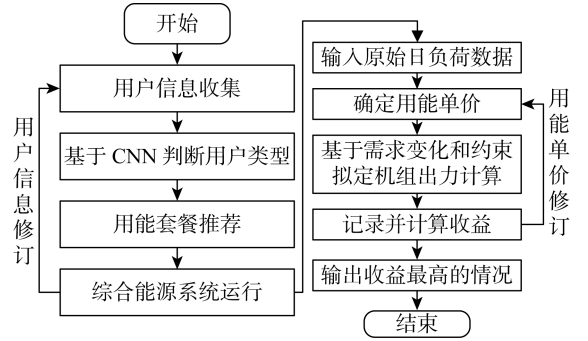 开始
用户信息收集
基于 CNN 判断用户类型
用能套餐推荐
综合能源系统运行
用户信息修订
输入原始日负荷数据
确定用能单价
基于需求变化和约束
拟定机组出力计算
记录并计算收益
输出收益最高的情况
结束
用能单价修订